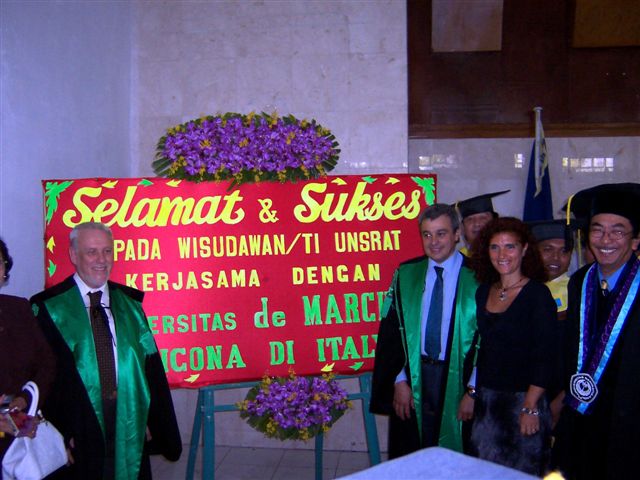 Selamat & Sukses
PADA WISUDAWAN/TI UNSRAT
KERJASAMA DENGAN
ERSITAS de MARC
CONA DI ITAL